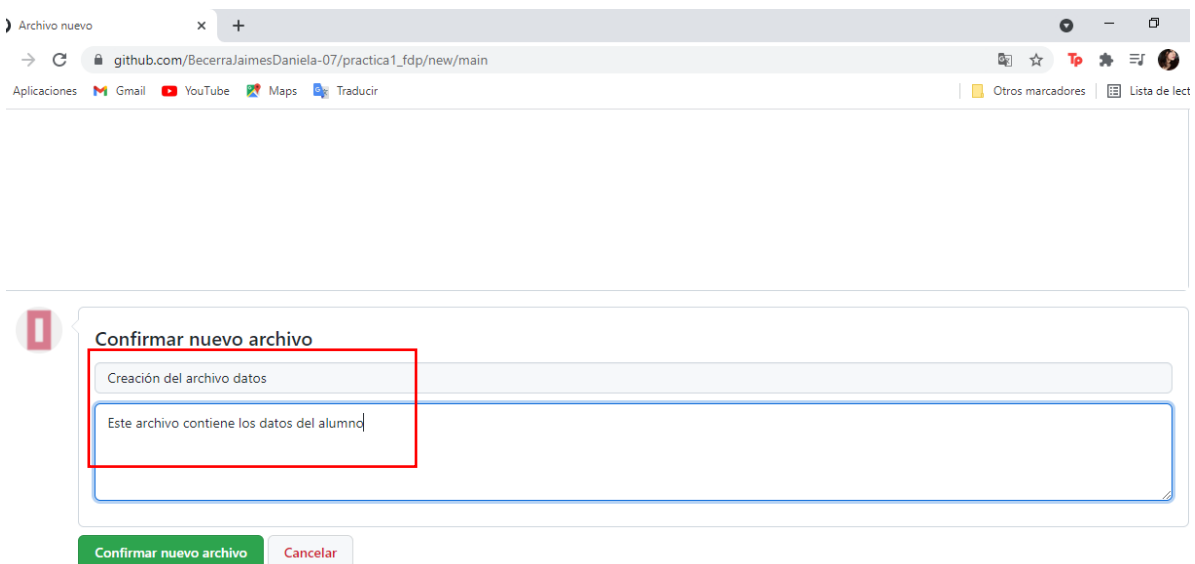 Archivo nuevo
github.com/BecerraJaimesDaniela-07/practica1_fdp/new/main
Tp
Aplicaciones Gmail YouTube Maps Traducir Otros marcadores Lista de lect
Confirmar nuevo archivo
Creación del archivo datos
Este archivo contiene los datos del alumno
Confirmar nuevo archivo Cancelar